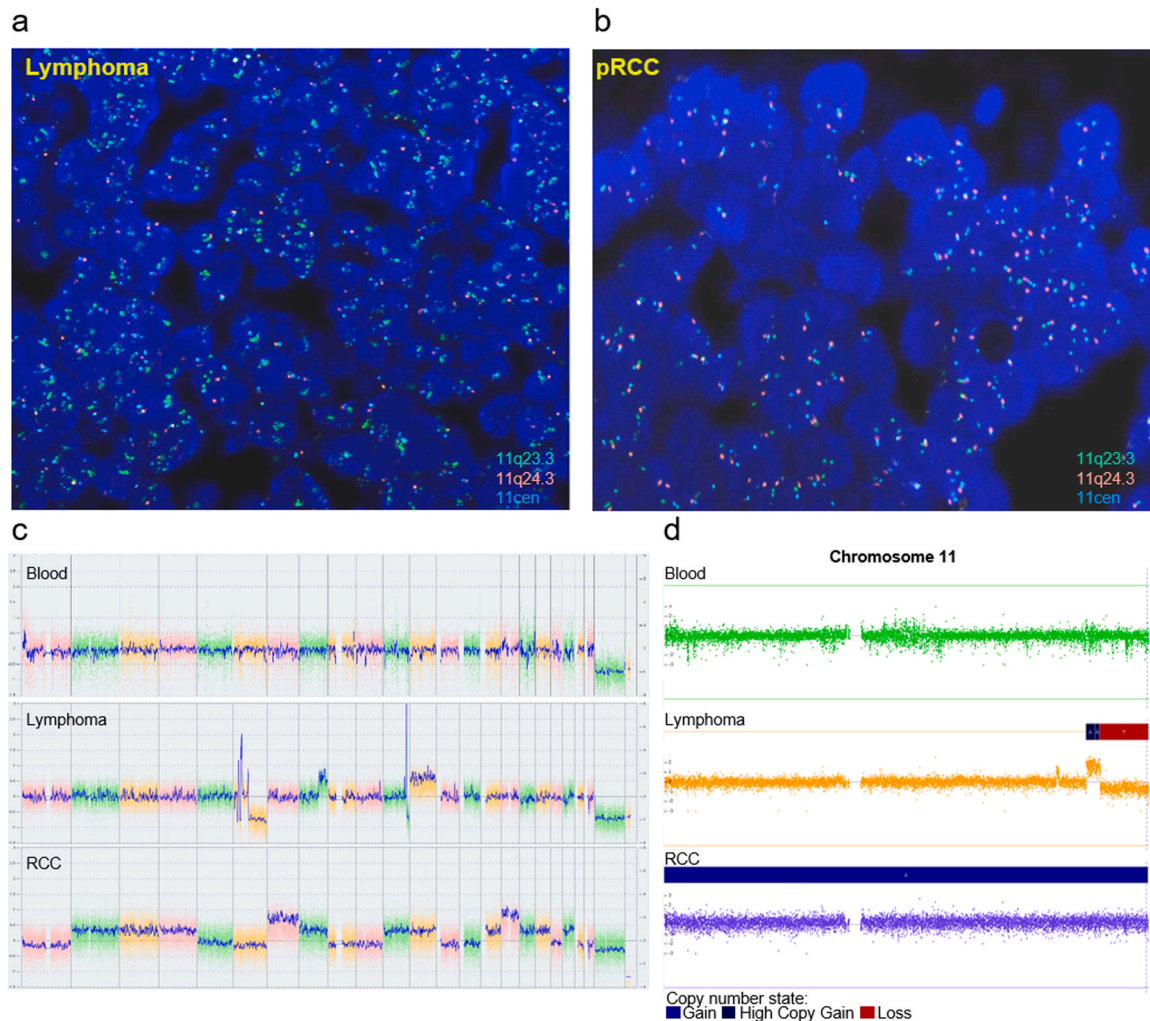 a
Lymphoma
11q23.3
11q24.3
11cen
b
pRCC
11q23.3
11q24.3
11cen
c
Blood
Lymphoma
RCC
d
Chromosome 11
Blood
Lymphoma
RCC
Copy number state:
Gain High Copy Gain Loss